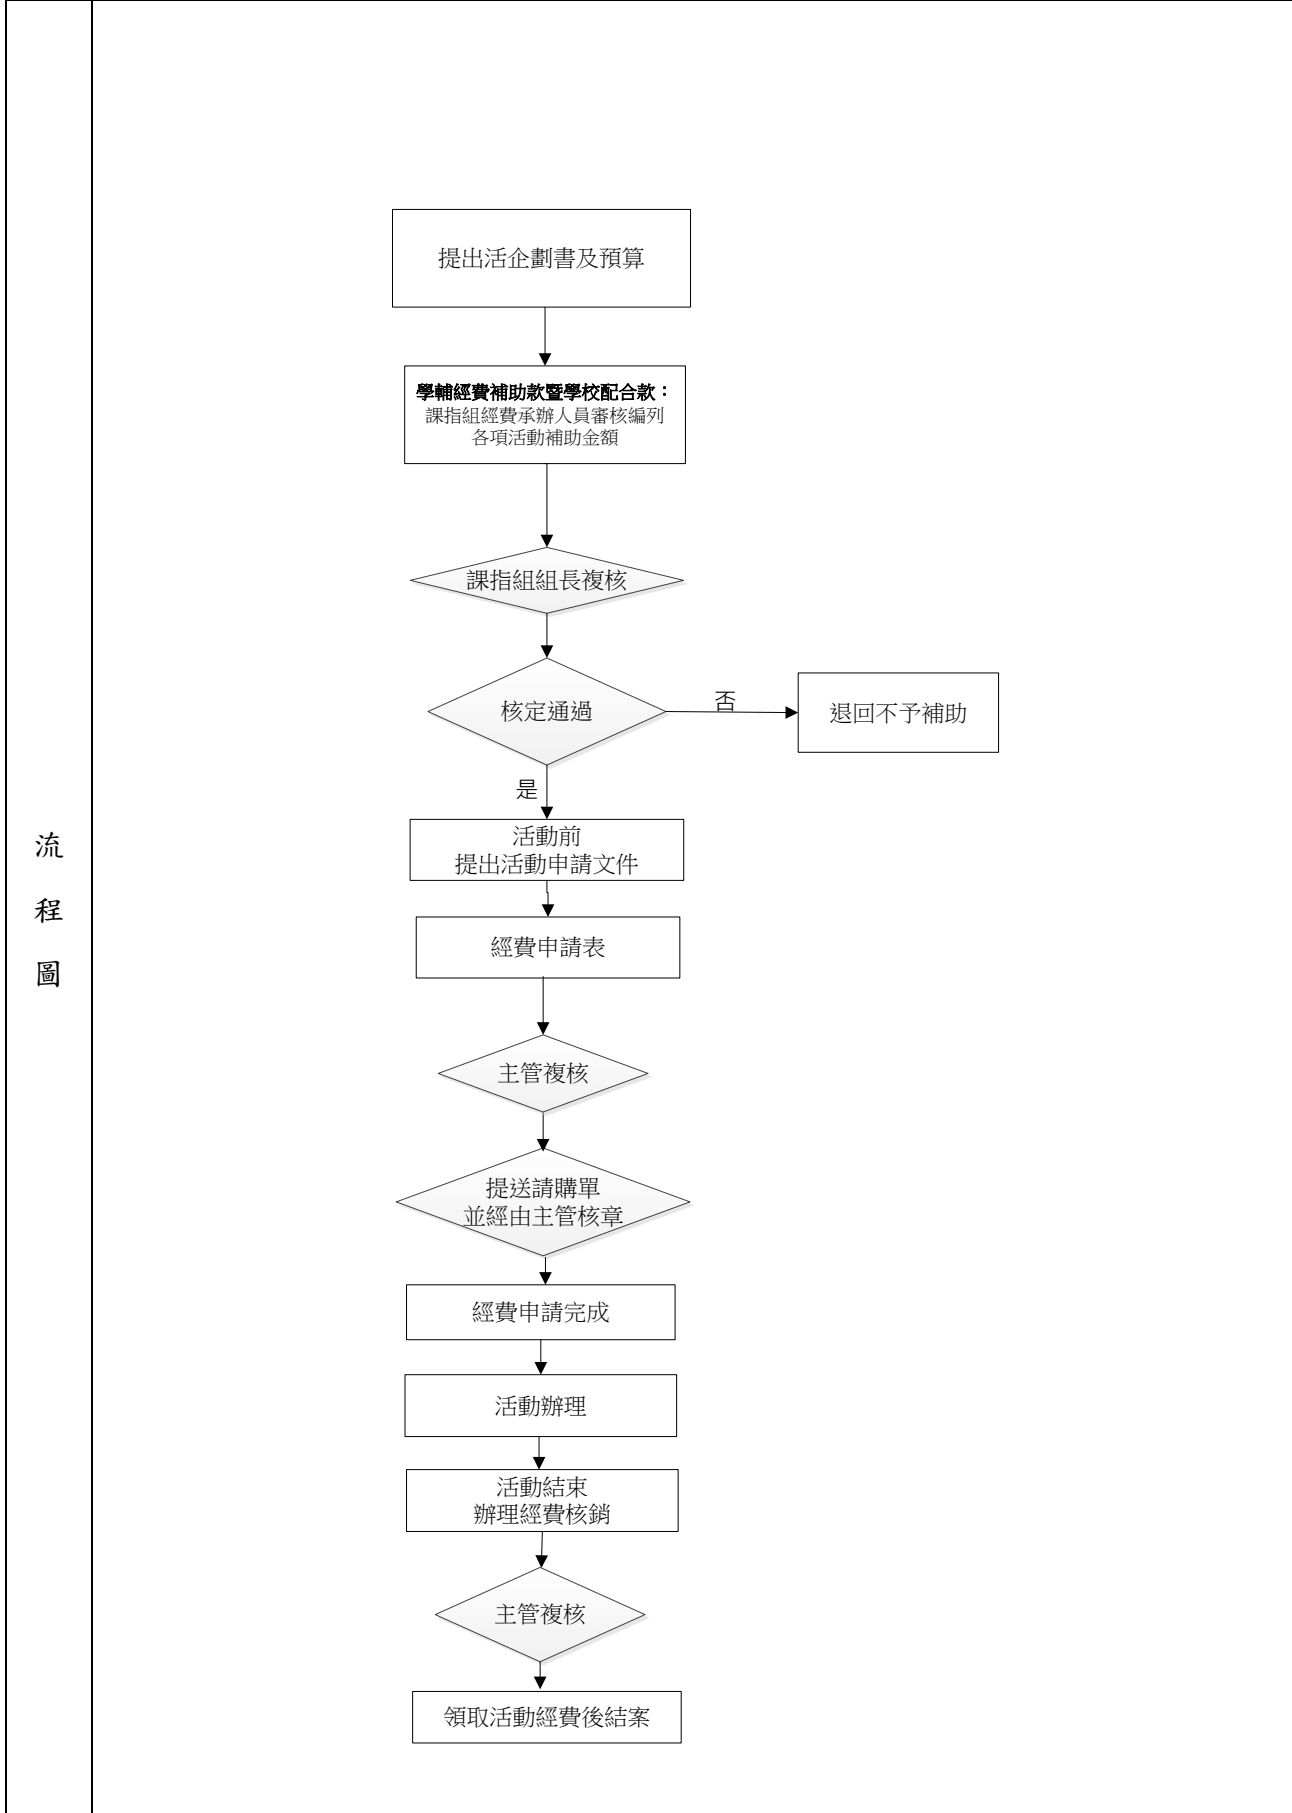 流
程
圖
提出活企劃書及預算
學輔經費補助款暨學校配合款：
課指組經費承辦人員審核編列
各項活動補助金額
課指組組長複核
核定通過
否
退回不予補助
是
活動前
提出活動申請文件
經費申請表
主管複核
提送請購單
並經由主管核章
經費申請完成
活動辦理
活動結束
辦理經費核銷
主管複核
領取活動經費後結案